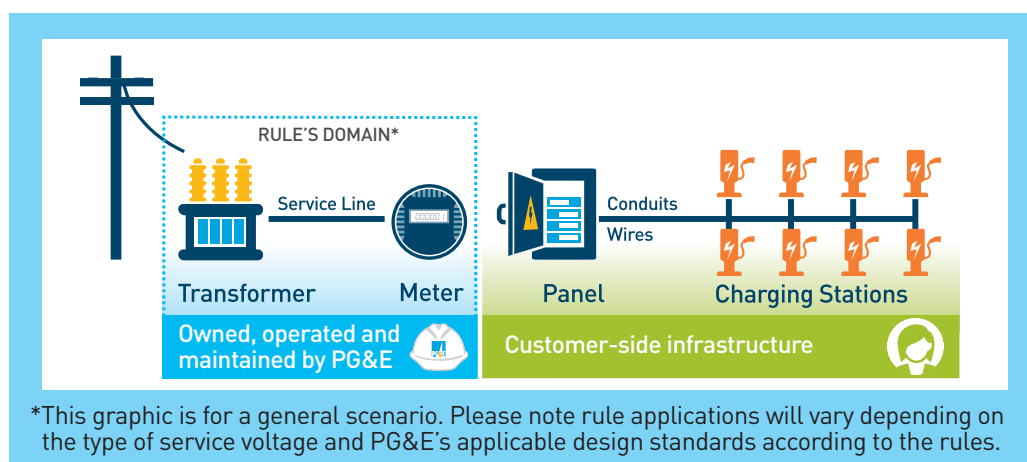 RULE'S DOMAIN*
Service Line
000001
Conduits
Wires
Transformer
Meter
Panel
Charging Stations
Owned, operated and
maintained by PG&E
PG&E
Customer-side infrastructure
*This graphic is for a general scenario. Please note rule applications will vary depending on
the type of service voltage and PG&E's applicable design standards according to the rules.